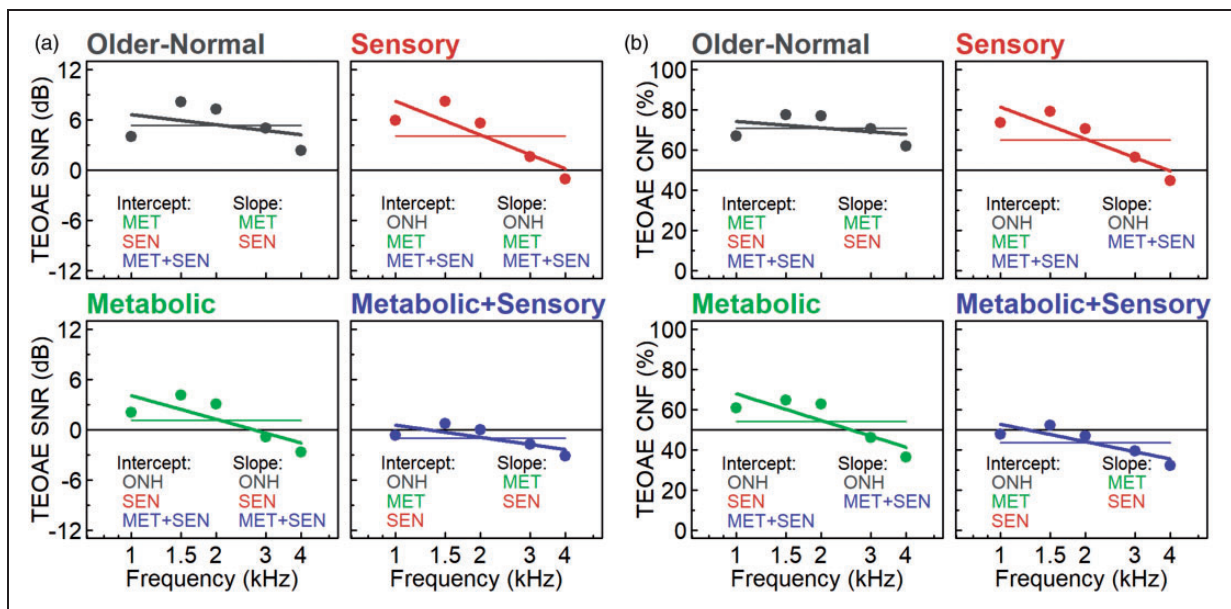 (a) Older-Normal Sensory
TEOAE SNR (dB)
12
6
0
-6
-12
Intercept: Slope:
MET MET
SEN SEN
MET+SEN
Intercept: Slope:
ONH ONH
MET MET
MET+SEN MET+SEN
Metabolic Metabolic+Sensory
TEOAE SNR (dB)
12
6
0
-6
-12
Intercept: Slope:
ONH ONH
SEN SEN
MET+SEN MET+SEN
Intercept: Slope:
ONH MET
MET SEN
SEN
1 1.5 2 3 4 1 1.5 2 3 4
Frequency (kHz) Frequency (kHz)
(b) Older-Normal Sensory
TEOAE CNF (%)
100
80
60
40
20
0
Intercept: Slope:
MET MET
SEN SEN
MET+SEN
Intercept: Slope:
ONH ONH
MET MET+SEN
MET+SEN
Metabolic Metabolic+Sensory
TEOAE CNF (%)
100
80
60
40
20
0
Intercept: Slope:
ONH ONH
SEN MET+SEN
MET+SEN
Intercept: Slope:
ONH MET
MET SEN
SEN
1 1.5 2 3 4 1 1.5 2 3 4
Frequency (kHz) Frequency (kHz)